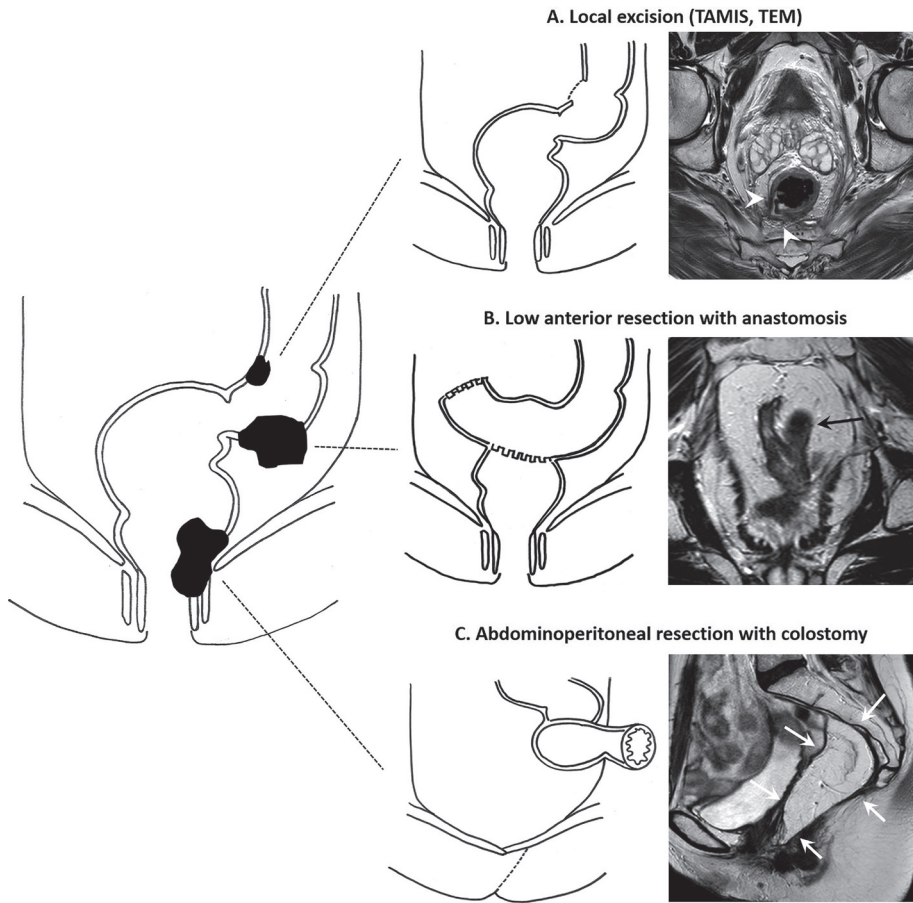 A. Local excision (TAMIS, TEM)
B. Low anterior resection with anastomosis
C. Abdominoperitoneal resection with colostomy